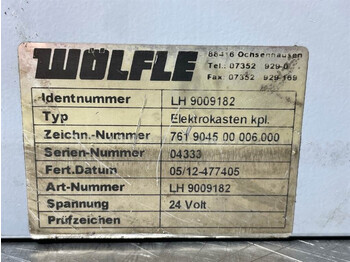 WÖLFLE
88416 Ochsenhausen
Tel.: 07352 929-0
Fax 07352 929-169
Identnummer LH 9009182
Typ Elektrokasten kpl.
Zeichn.-Nummer 761 9045 00 006.000
Serien-Nummer 04333
Fert.Datum 05/12-477405
Art-Nummer LH 9009182
Spannung 24 Volt
Prüfzeichen